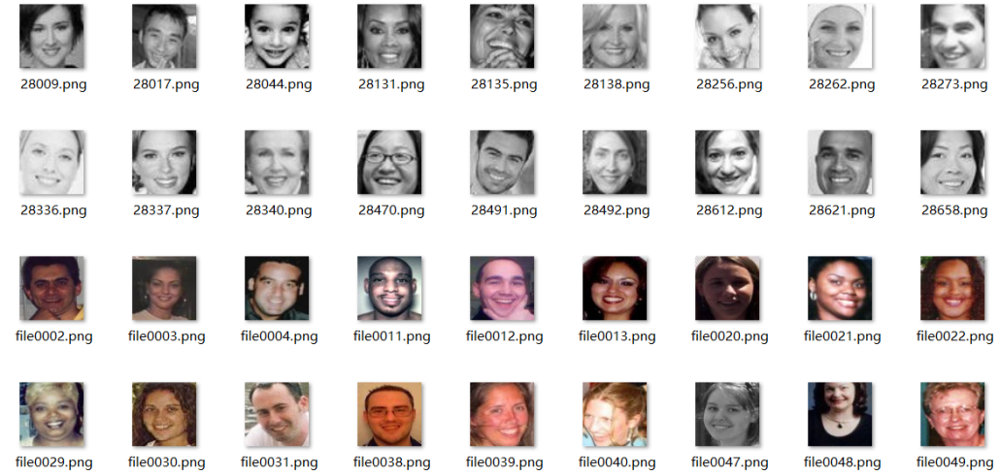 28009.png 28017.png 28044.png 28131.png 28135.png 28138.png 28256.png 28262.png 28273.png
28336.png 28337.png 28340.png 28470.png 28491.png 28492.png 28612.png 28621.png 28658.png
file0002.png file0003.png file0004.png file0011.png file0012.png file0013.png file0020.png file0021.png file0022.png
file0029.png file0030.png file0031.png file0038.png file0039.png file0040.png file0047.png file0048.png file0049.png